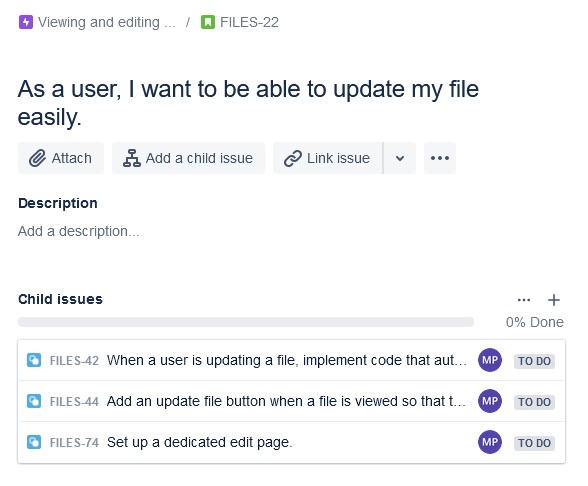 Viewing and editing ... / FILES-22
As a user, I want to be able to update my file
easily.
Attach Add a child issue Link issue
Description
Add a description...
Child issues
0% Done
FILES-42 When a user is updating a file, implement code that aut... MP TO DO
FILES-44 Add an update file button when a file is viewed so that t... MP TO DO
FILES-74 Set up a dedicated edit page. MP TO DO